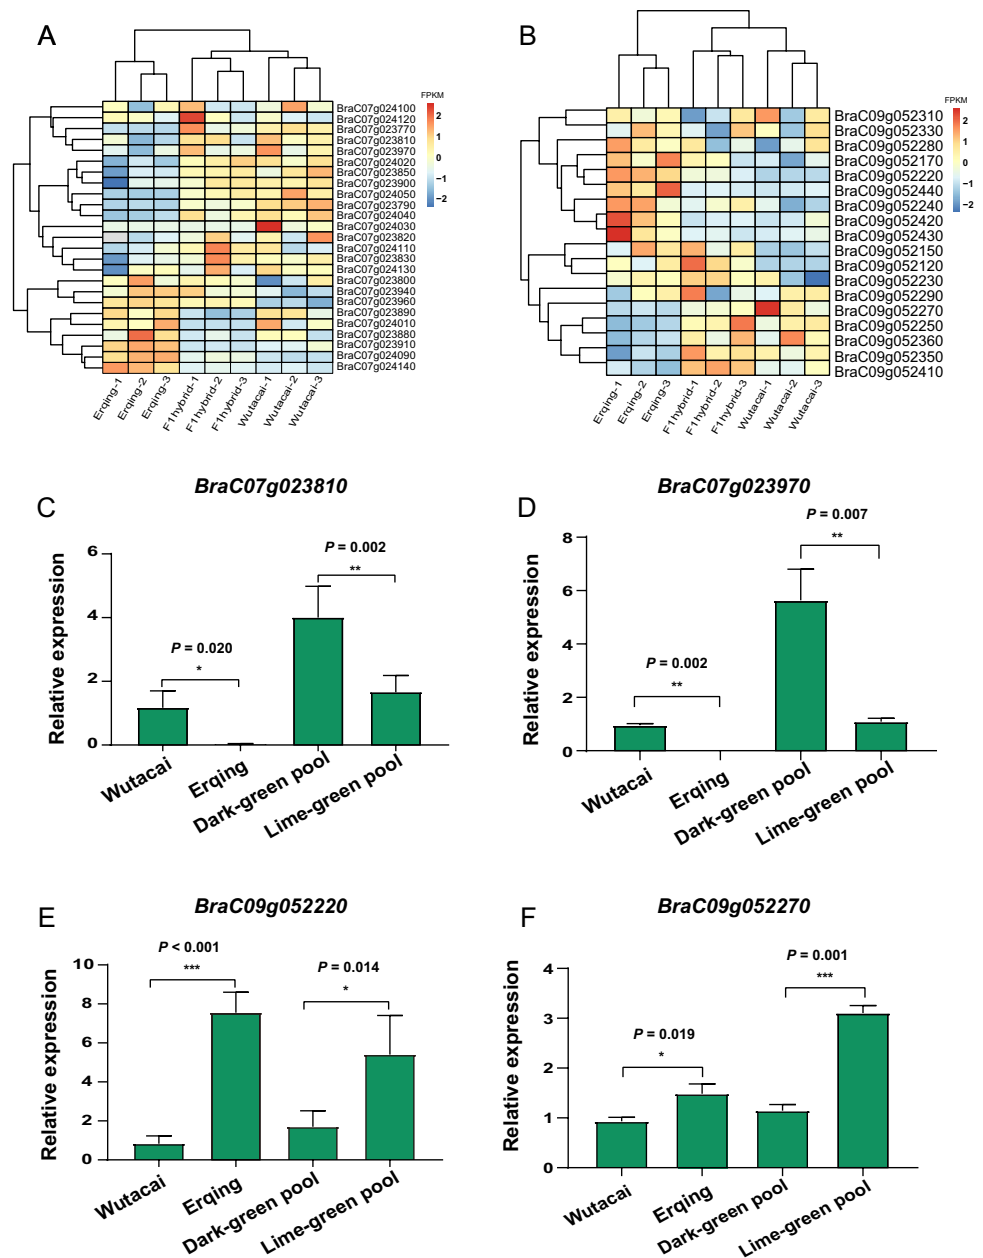 A
FPKM
2
1
0
−1
−2
BraC07g024100
BraC07g024120
BraC07g023770
BraC07g023810
BraC07g023970
BraC07g024020
BraC07g023850
BraC07g023900
BraC07g024050
BraC07g023790
BraC07g024040
BraC07g024030
BraC07g023820
BraC07g024110
BraC07g023830
BraC07g024130
BraC07g023800
BraC07g023940
BraC07g023960
BraC07g023890
BraC07g024010
BraC07g023880
BraC07g023910
BraC07g024090
BraC07g024140
Erqing-1
Erqing-2
Erqing-3
F1hybrid-1
F1hybrid-2
F1hybrid-3
Wutacai-1
Wutacai-2
Wutacai-3
B
FPKM
2
1
0
−1
−2
BraC09g052310
BraC09g052330
BraC09g052280
BraC09g052170
BraC09g052220
BraC09g052440
BraC09g052240
BraC09g052420
BraC09g052430
BraC09g052150
BraC09g052120
BraC09g052230
BraC09g052290
BraC09g052270
BraC09g052250
BraC09g052360
BraC09g052350
BraC09g052410
Erqing-1
Erqing-2
Erqing-3
F1hybrid-1
F1hybrid-2
F1hybrid-3
Wutacai-1
Wutacai-2
Wutacai-3
C
BraC07g023810
Relative expression
6
4
2
0
P = 0.020
*
P = 0.002
**
Wutacai
Erqing
Dark-green pool
Lime-green pool
D
BraC07g023970
Relative expression
8
6
4
2
0
P = 0.002
**
P = 0.007
**
Wutacai
Erqing
Dark-green pool
Lime-green pool
E
BraC09g052220
Relative expression
10
8
6
4
2
0
P < 0.001
***
P = 0.014
*
Wutacai
Erqing
Dark-green pool
Lime-green pool
F
BraC09g052270
Relative expression
4
3
2
1
0
P = 0.019
*
P = 0.001
***
Wutacai
Erqing
Dark-green pool
Lime-green pool